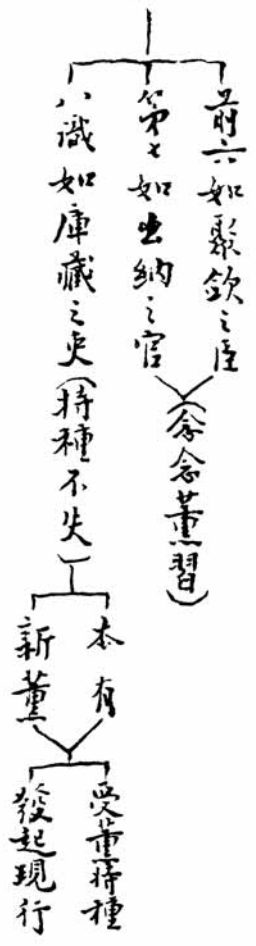 前六如聚歛之臣
第七如出納之官
(念念薰習)
八識如庫藏之吏(持種不失)
本有
新薰
受薰持種
發起現行